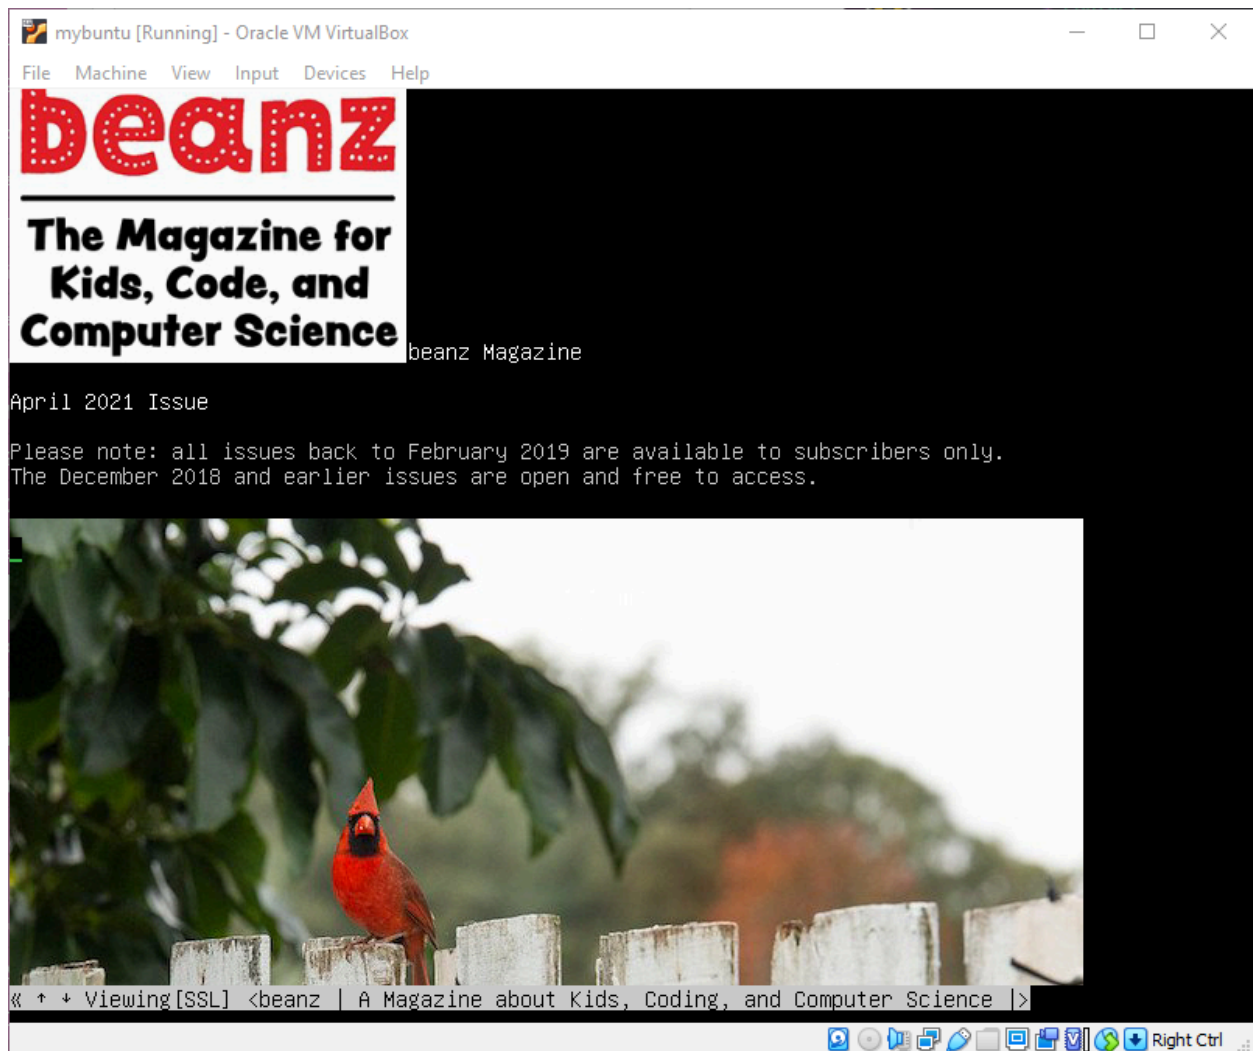 mybuntu [Running] - Oracle VM VirtualBox
File Machine View Input Devices Help
beanz
The Magazine for
Kids, Code, and
Computer Science
beanz Magazine
April 2021 Issue
Please note: all issues back to February 2019 are available to subscribers only.
The December 2018 and earlier issues are open and free to access.
« ↑ ↓ Viewing[SSL] <beanz | A Magazine about Kids, Coding, and Computer Science |>
Right Ctrl